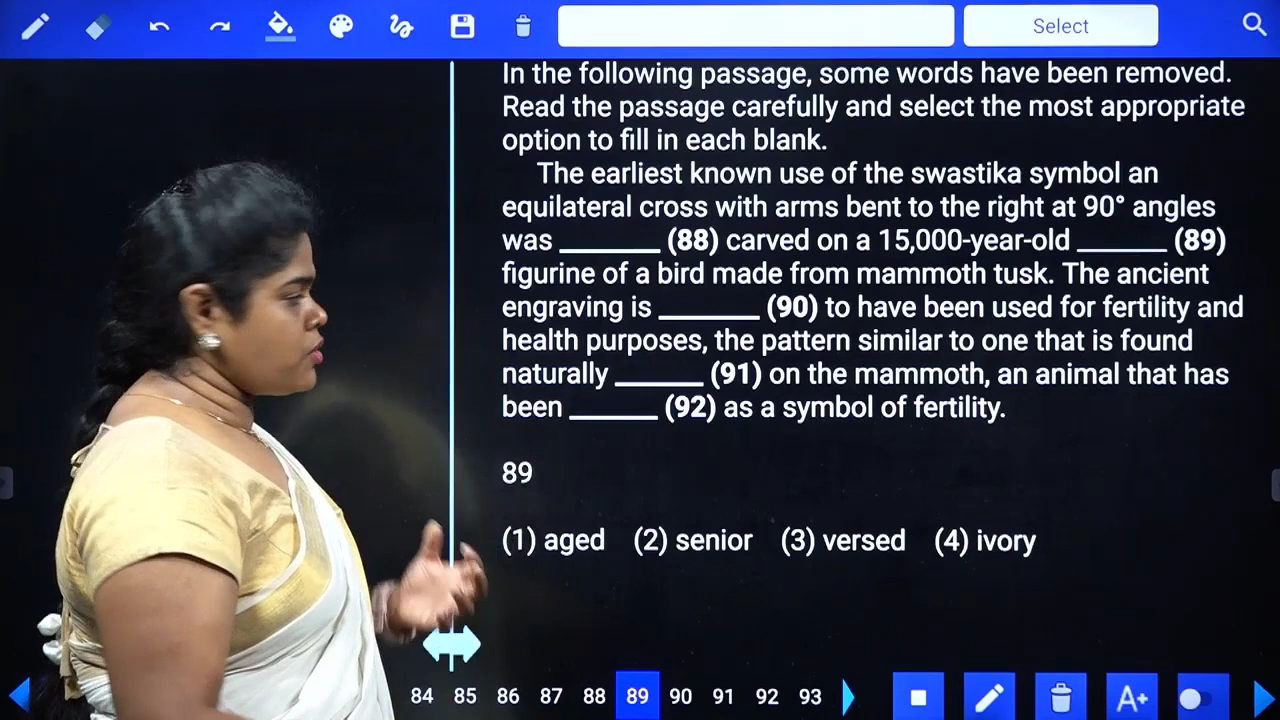 Select
In the following passage, some words have been removed.
Read the passage carefully and select the most appropriate
option to fill in each blank.
The earliest known use of the swastika symbol an
equilateral cross with arms bent to the right at 90° angles
was _______ (88) carved on a 15,000-year-old ______ (89)
figurine of a bird made from mammoth tusk. The ancient
engraving is _______ (90) to have been used for fertility and
health purposes, the pattern similar to one that is found
naturally ______ (91) on the mammoth, an animal that has
been ______ (92) as a symbol of fertility.
89
(1) aged (2) senior (3) versed (4) ivory
84 85 86 87 88 89 90 91 92 93 A+